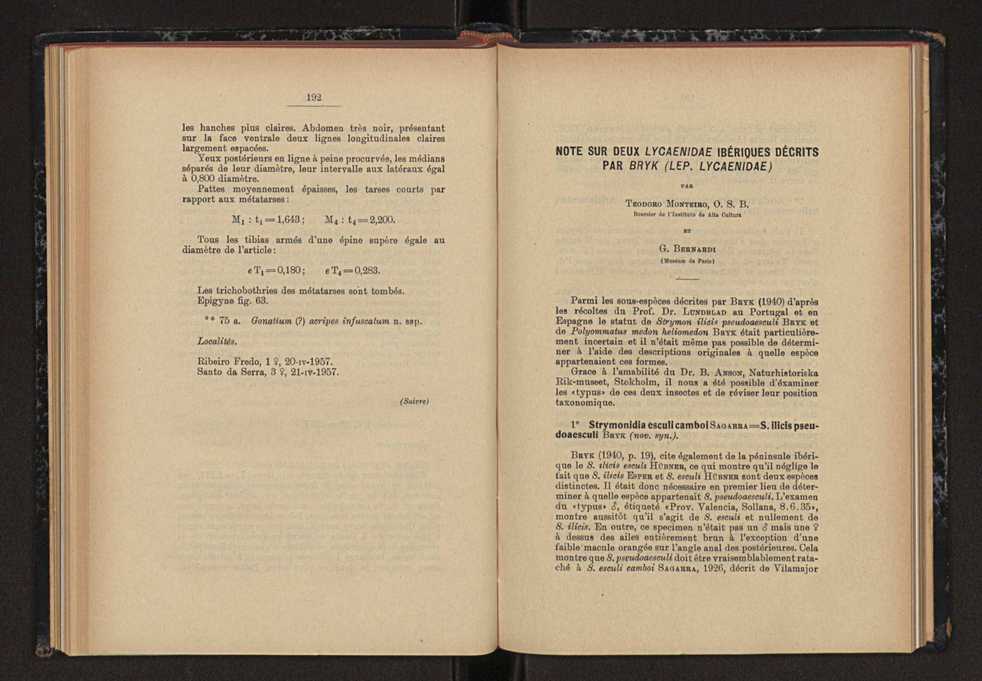 192
les hanches plus claires. Abdomen très noir, présentant
sur la face ventrale deux lignes longitudinales claires
largement espacées.
Yeux postérieurs en ligne à peine procurvée, les médians
séparés de leur diamètre, leur intervalle aux latéraux égal
à 0,800 diamètre.
Pattes moyennement épaisses, les tarses courts par
rapport aux métatarses:
M₁ : t₁ = 1,643; M₄ : t₄ = 2,200.
Tous les tibias armés d'une épine supère égale au
diamètre de l'article:
e T₁ = 0,180; e T₄ = 0,283.
Les trichobothries des métatarses sont tombés.
Epigyne fig. 63.
** 75 a. Gonatium (?) aeripes infuscatum n. ssp.
Localités.
Ribeiro Fredo, 1 ♀, 20-IV-1957.
Santo da Serra, 3 ♀, 21-IV-1957.
(Suivre)
NOTE SUR DEUX LYCAENIDAE IBÉRIQUES DÉCRITS
PAR BRYK (LEP. LYCAENIDAE)
PAR
TEODORO MONTEIRO, O. S. B.
Boursier de l'Instituto de Alta Cultura
ET
G. BERNARDI
(Muséum de Paris)
Parmi les sous-espèces décrites par BRYK (1940) d'après
les récoltes du Prof. Dr. LUNDBLAD au Portugal et en
Espagne le statut de Strymon ilicis pseudoaesculi BRYK et
de Polyommatus medon heliomedon BRYK était particulière-
ment incertain et il n'était même pas possible de détermi-
ner à l'aide des descriptions originales à quelle espèce
appartenaient ces formes.
Grace à l'amabilité du Dr. B. ANSON, Naturhistoriska
Rik-museet, Stokholm, il nous a été possible d'éxaminer
les «typus» de ces deux insectes et de réviser leur position
taxonomique.
1º Strymonidia esculi camboi SAGARRA = S. ilicis pseu-
doaesculi BRYK (nov. syn.).
BRYK (1940, p. 19), cite également de la péninsule ibéri-
que le S. ilicis esculi HÜBNER, ce qui montre qu'il néglige le
fait que S. ilicis ESPER et S. esculi HÜBNER sont deux espèces
distinctes. Il était donc nécessaire en premier lieu de déter-
miner à quelle espèce appartenait S. pseudoaesculi. L'examen
du «typus» ♂, étiqueté «Prov. Valencia, Sollana, 8.6.35»,
montre aussitôt qu'il s'agit de S. esculi et nullement de
S. ilicis. En outre, ce specimen n'était pas un ♂ mais une ♀
à dessus des ailes entièrement brun à l'exception d'une
faible macule orangée sur l'angle anal des postérieures. Cela
montre que S. pseudoaesculi doit être vraisemblablement rata-
ché à S. esculi camboi SAGARRA, 1926, décrit de Vilamajor